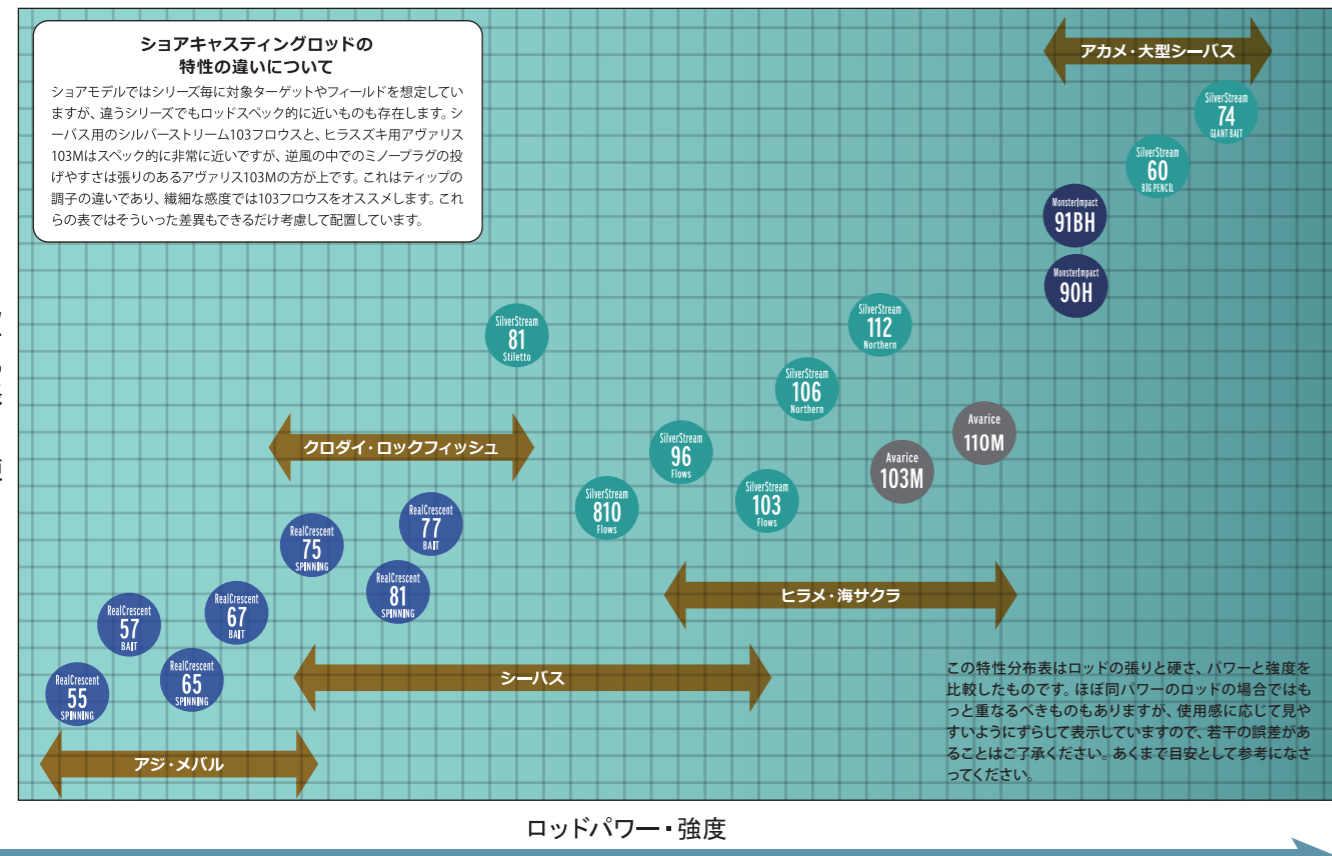 ショアキャスティングロッドの
特性の違いについて
ショアモデルではシリーズ毎に対象ターゲットやフィールドを想定してい
ますが、違うシリーズでもロッドスペック的に近いものも存在します。シ
ーバス用のシルバーストリーム103フロウスと、ヒラスズキ用アヴァリス
103Mはスペック的に非常に近いですが、逆風の中でのミノープラグの投
げやすさは張りのあるアヴァリス103Mの方が上です。これはティップの
調子の違いであり、繊細な感度では103フロウスをオススメします。これ
らの表ではそういった差異もできるだけ考慮して配置しています。
アカメ・大型シーバス
SilverStream
74
GIANT BAIT
SilverStream
60
BIG PENCIL
MonsterImpact
91BH
MonsterImpact
90H
SilverStream
81
Stiletto
SilverStream
112
Northern
SilverStream
106
Northern
Avarice
110M
Avarice
103M
クロダイ・ロックフィッシュ
SilverStream
96
Flows
SilverStream
810
Flows
SilverStream
103
Flows
RealCrescent
77
BAIT
RealCrescent
75
SPINNING
RealCrescent
81
SPINNING
ヒラメ・海サクラ
RealCrescent
67
BAIT
RealCrescent
57
BAIT
RealCrescent
65
SPINNING
RealCrescent
55
SPINNING
シーバス
アジ・メバル
この特性分布表はロッドの張りと硬さ、パワーと強度を
比較したものです。ほぼ同パワーのロッドの場合ではも
っと重なるべきものもありますが、使用感に応じて見や
すいようにずらして表示していますので、若干の誤差があ
ることはご了承ください。あくまで目安として参考になさ
ってください。
ロッドパワー・強度